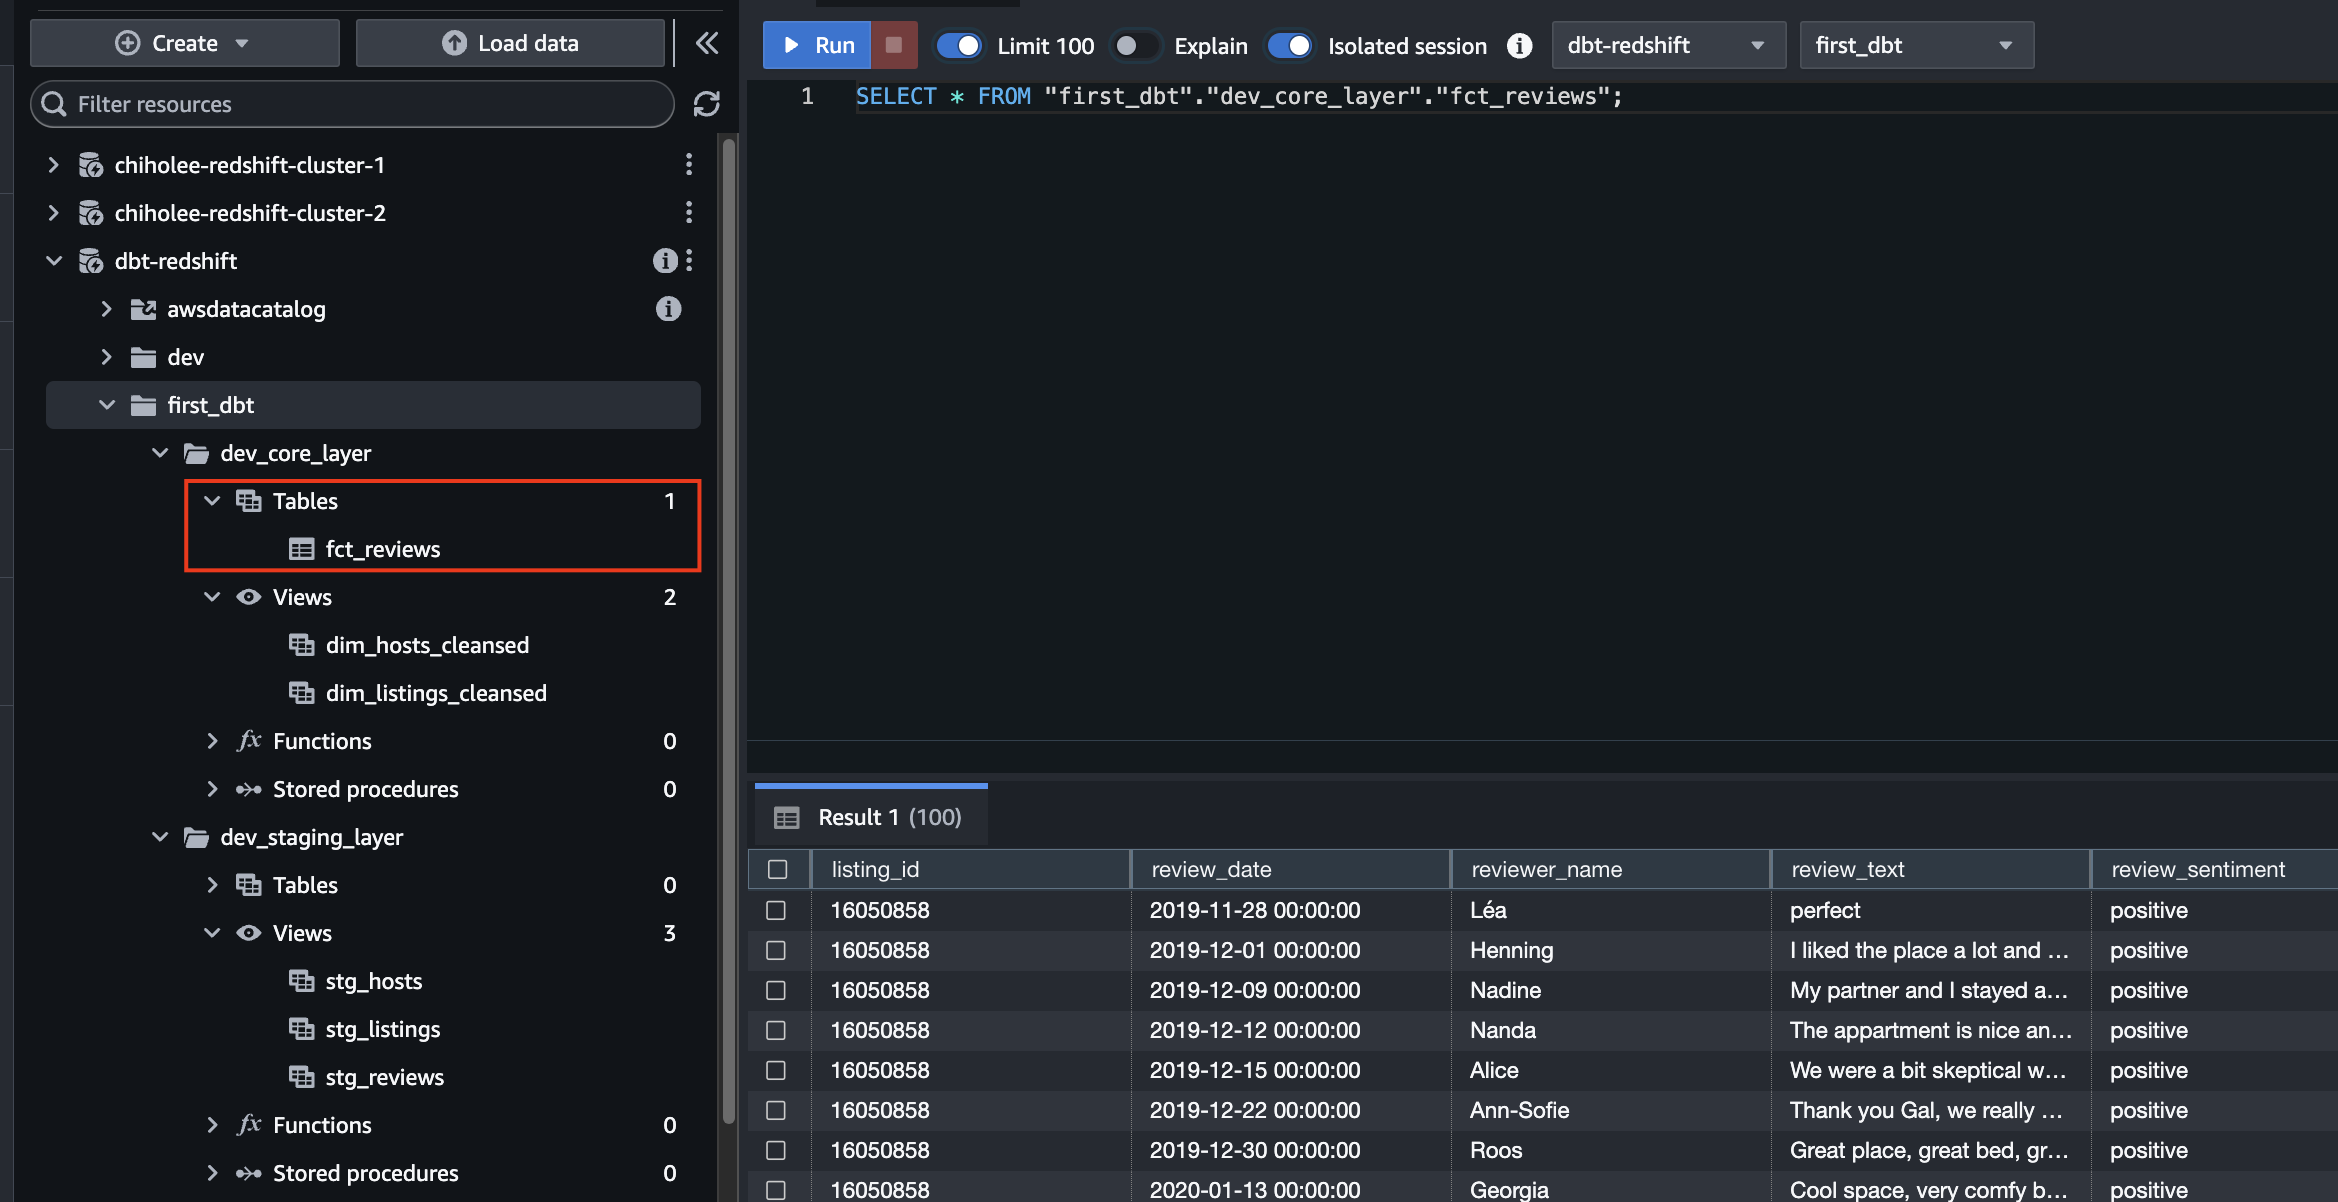 Create
Load data
Filter resources
chiholee-redshift-cluster-1
chiholee-redshift-cluster-2
dbt-redshift
awsdatacatalog
dev
first_dbt
dev_core_layer
Tables 1
fct_reviews
Views 2
dim_hosts_cleansed
dim_listings_cleansed
fx Functions 0
Stored procedures 0
dev_staging_layer
Tables 0
Views 3
stg_hosts
stg_listings
stg_reviews
fx Functions 0
Stored procedures 0
Run Limit 100 Explain Isolated session dbt-redshift first_dbt
1 SELECT * FROM "first_dbt"."dev_core_layer"."fct_reviews";
Result 1 (100)
listing_id review_date reviewer_name review_text review_sentiment
16050858 2019-11-28 00:00:00 Léa perfect positive
16050858 2019-12-01 00:00:00 Henning I liked the place a lot and ... positive
16050858 2019-12-09 00:00:00 Nadine My partner and I stayed a... positive
16050858 2019-12-12 00:00:00 Nanda The appartment is nice an... positive
16050858 2019-12-15 00:00:00 Alice We were a bit skeptical w... positive
16050858 2019-12-22 00:00:00 Ann-Sofie Thank you Gal, we really ... positive
16050858 2019-12-30 00:00:00 Roos Great place, great bed, gr... positive
16050858 2020-01-13 00:00:00 Georgia Cool space, very comfy b... positive